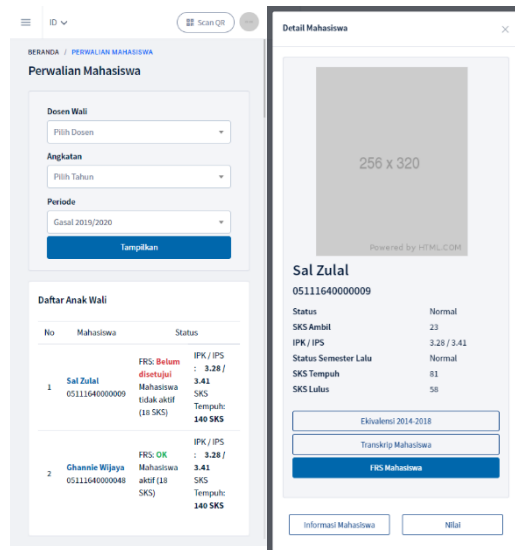 ID
Scan QR
BERANDA / PERWALIAN MAHASISWA
Perwalian Mahasiswa
Dosen Wali
Pilih Dosen
Angkatan
Pilih Tahun
Periode
Gasal 2019/2020
Tampilkan
Daftar Anak Wali
No Mahasiswa Status
1
Sal Zulal
05111640000009
FRS: Belum
disetujui
Mahasiswa
tidak aktif
(18 SKS)
IPK / IPS
: 3.28 /
3.41
SKS
Tempuh:
140 SKS
2
Ghannie Wijaya
05111640000048
FRS: OK
Mahasiswa
aktif (18
SKS)
IPK / IPS
: 3.28 /
3.41
SKS
Tempuh:
140 SKS
Detail Mahasiswa
256 x 320
Powered by HTML.COM
Sal Zulal
05111640000009
Status Normal
SKS Ambil 23
IPK / IPS 3.28 / 3.41
Status Semester Lalu Normal
SKS Tempuh 81
SKS Lulus 58
Ekivalensi 2014-2018
Transkrip Mahasiswa
FRS Mahasiswa
Informasi Mahasiswa Nilai